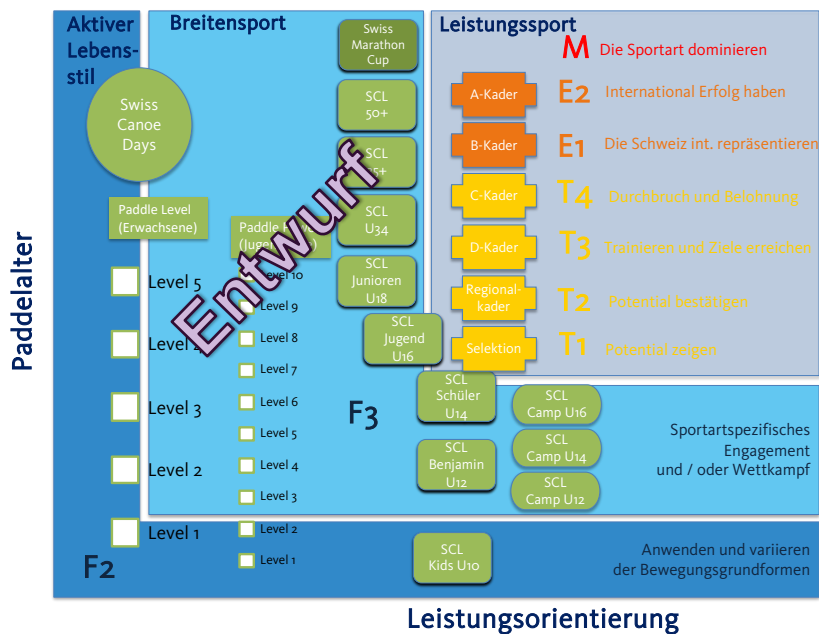 Aktiver
Lebens-
stil
Breitensport
Leistungssport
Swiss
Marathon
Cup
M Die Sportart dominieren
Swiss
Canoe
Days
SCL
50+
A-Kader
E2 International Erfolg haben
SCL
B-Kader
E1 Die Schweiz int. repräsentieren
Paddle Level
(Erwachsene)
Paddle
SCL
U34
C-Kader
T4 Durchbruch und Belohnung
D-Kader
T3 Trainieren und Ziele erreichen
Entwurf
Level 5
Level
Level 3
Level 2
Level 1
Level 10
Level 9
Level 8
Level 7
Level 6
Level 5
Level 4
Level 3
Level 2
Level 1
SCL
Junioren
U18
Regional-
kader
T2 Potential bestätigen
SCL
Jugend
U16
Selektion
T1 Potential zeigen
F3
SCL
Schüler
U14
SCL
Camp U16
SCL
Benjamin
U12
SCL
Camp U14
SCL
Camp U12
Sportartspezifisches
Engagement
und / oder Wettkampf
F2
SCL
Kids U10
Anwenden und variieren
der Bewegungsgrundformen
Paddelalter
Leistungsorientierung